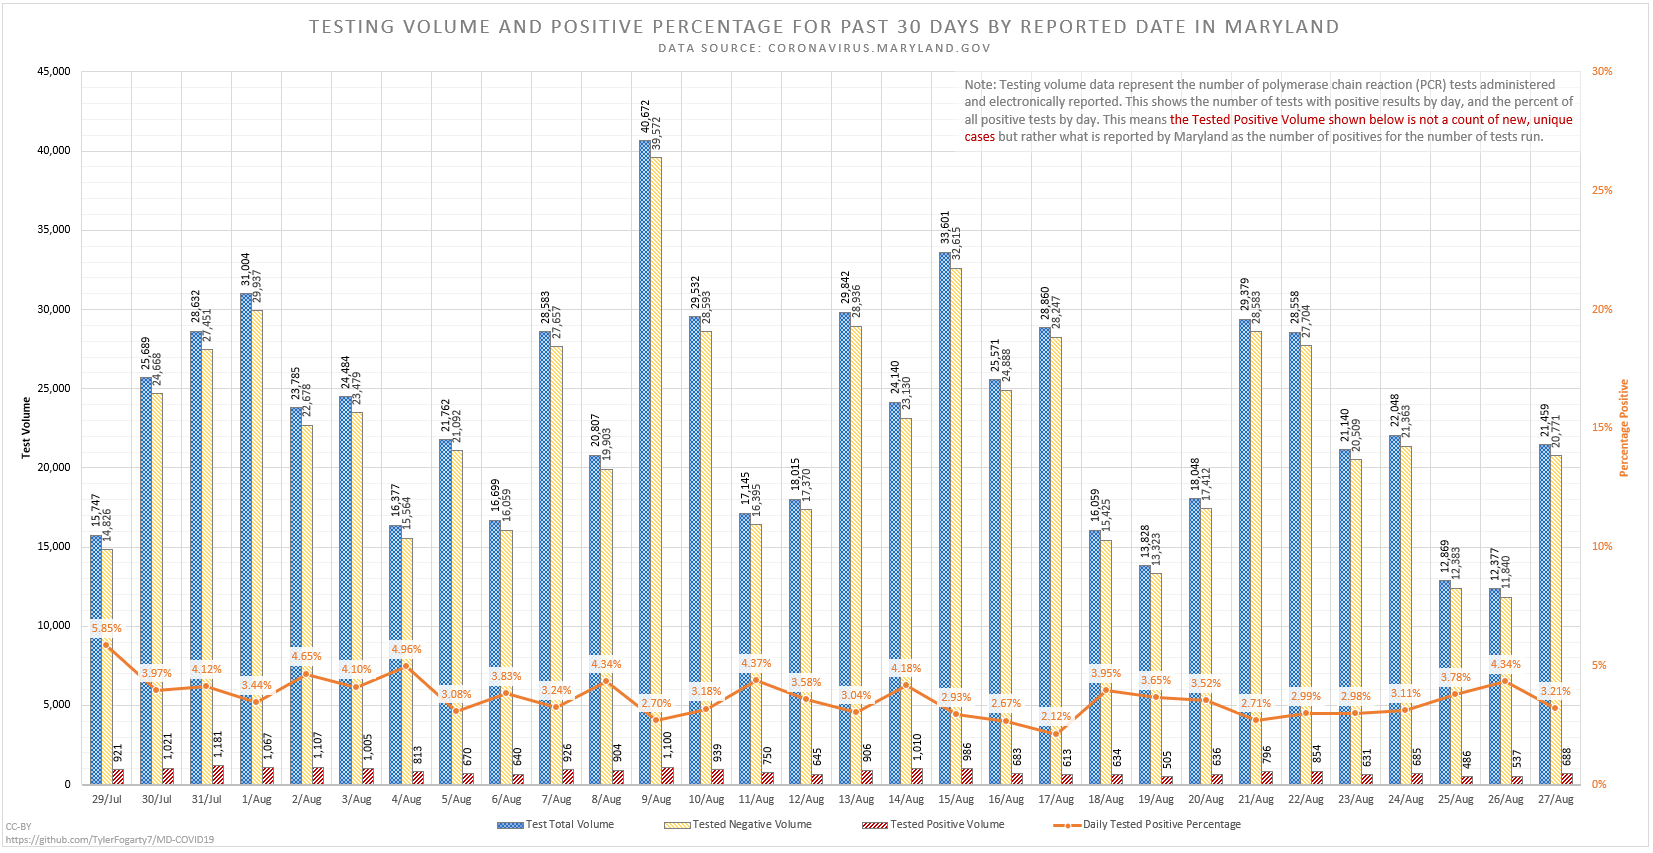 TESTING VOLUME AND POSITIVE PERCENTAGE FOR PAST 30 DAYS BY REPORTED DATE IN MARYLAND
DATA SOURCE: CORONAVIRUS.MARYLAND.GOV
Note: Testing volume data represent the number of polymerase chain reaction (PCR) tests administered
and electronically reported. This shows the number of tests with positive results by day, and the percent of
all positive tests by day. This means the Tested Positive Volume shown below is not a count of new, unique
cases but rather what is reported by Maryland as the number of positives for the number of tests run.
Test Volume
45,000
40,000
35,000
30,000
25,000
20,000
15,000
10,000
5,000
0
Percentage Positive
30%
25%
20%
15%
10%
5%
0%
15,747 14,826 5.85% 921 29/Jul
25,689 24,668 3.97% 1,021 30/Jul
28,632 27,451 4.12% 1,181 31/Jul
31,004 29,937 3.44% 1,067 1/Aug
23,785 22,678 4.65% 1,107 2/Aug
24,484 23,479 4.10% 1,005 3/Aug
16,377 15,564 4.96% 813 4/Aug
21,762 21,092 3.08% 670 5/Aug
16,699 16,059 3.83% 640 6/Aug
28,583 27,657 3.24% 926 7/Aug
20,807 19,903 4.34% 904 8/Aug
40,672 39,572 2.70% 1,100 9/Aug
29,532 28,593 3.18% 939 10/Aug
17,145 16,395 4.37% 750 11/Aug
18,015 17,370 3.58% 645 12/Aug
29,842 28,936 3.04% 906 13/Aug
24,140 23,130 4.18% 1,010 14/Aug
33,601 32,615 2.93% 986 15/Aug
25,571 24,888 2.67% 683 16/Aug
28,860 28,247 2.12% 613 17/Aug
16,059 15,425 3.95% 634 18/Aug
13,828 13,323 3.65% 505 19/Aug
18,048 17,412 3.52% 636 20/Aug
29,379 28,583 2.71% 796 21/Aug
28,558 27,704 2.99% 854 22/Aug
21,140 20,509 2.98% 631 23/Aug
22,048 21,363 3.11% 685 24/Aug
12,869 12,383 3.78% 486 25/Aug
12,377 11,840 4.34% 537 26/Aug
21,459 20,771 3.21% 688 27/Aug
Test Total Volume
Tested Negative Volume
Tested Positive Volume
Daily Tested Positive Percentage
CC-BY
https://github.com/TylerFogarty7/MD-COVID19